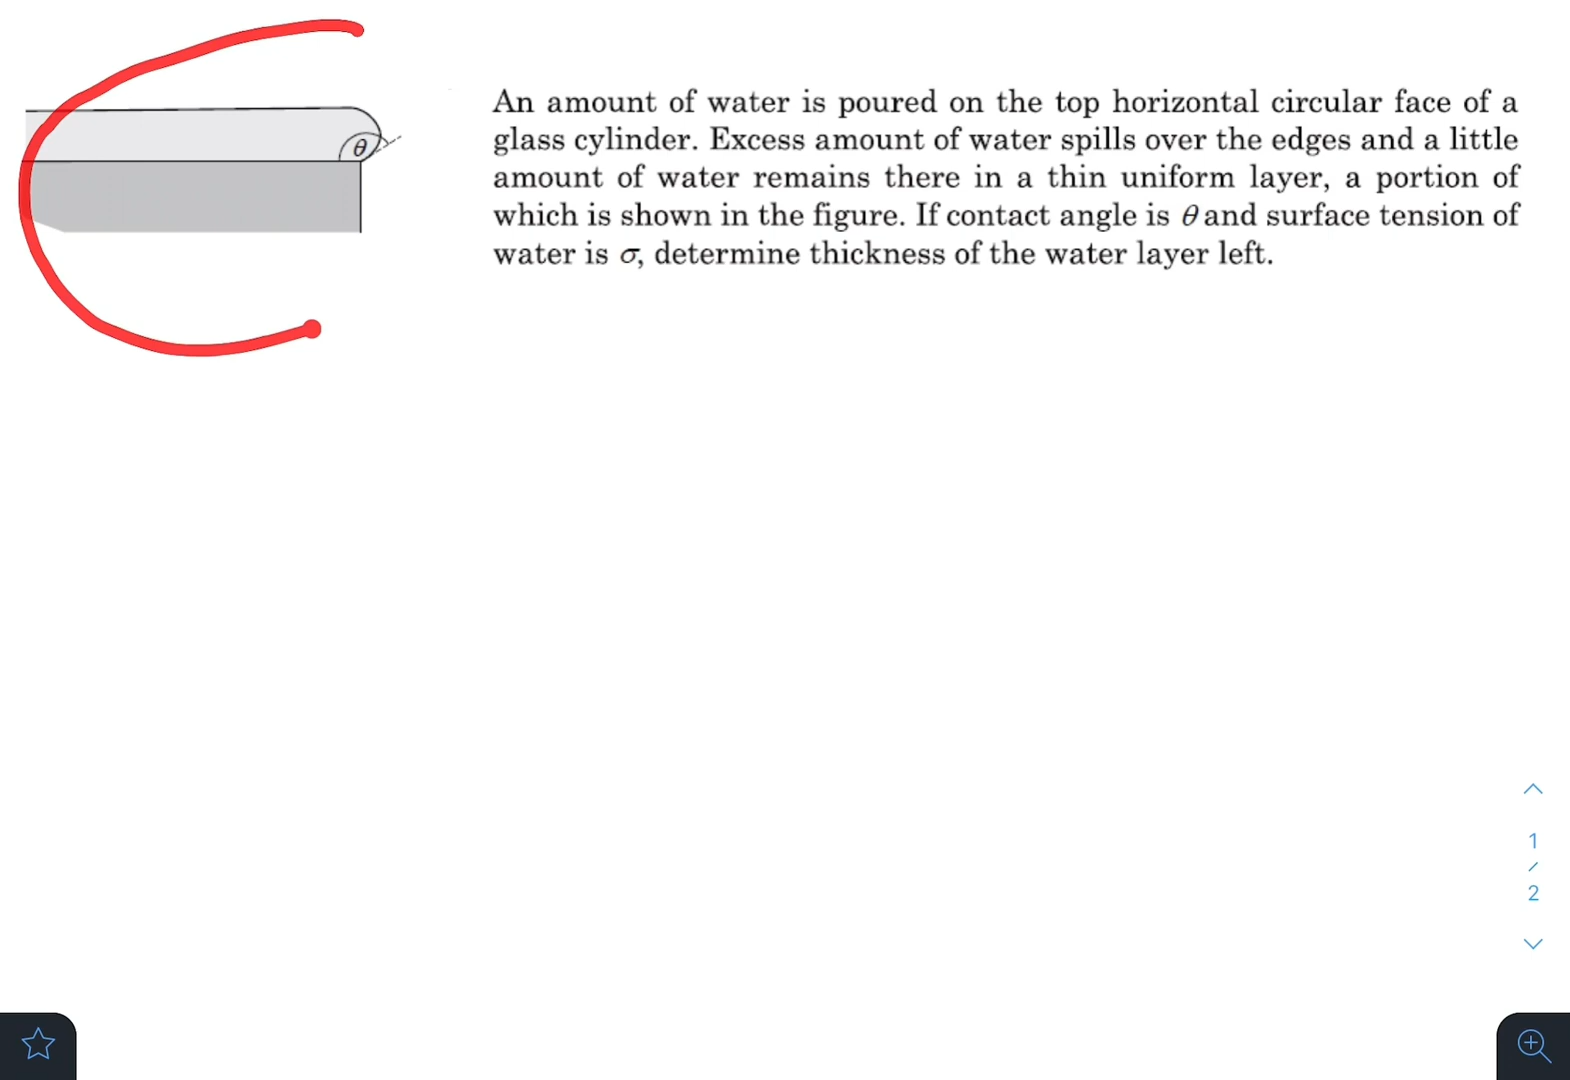 θ
An amount of water is poured on the top horizontal circular face of a
glass cylinder. Excess amount of water spills over the edges and a little
amount of water remains there in a thin uniform layer, a portion of
which is shown in the figure. If contact angle is θ and surface tension of
water is σ, determine thickness of the water layer left.
1
/
2